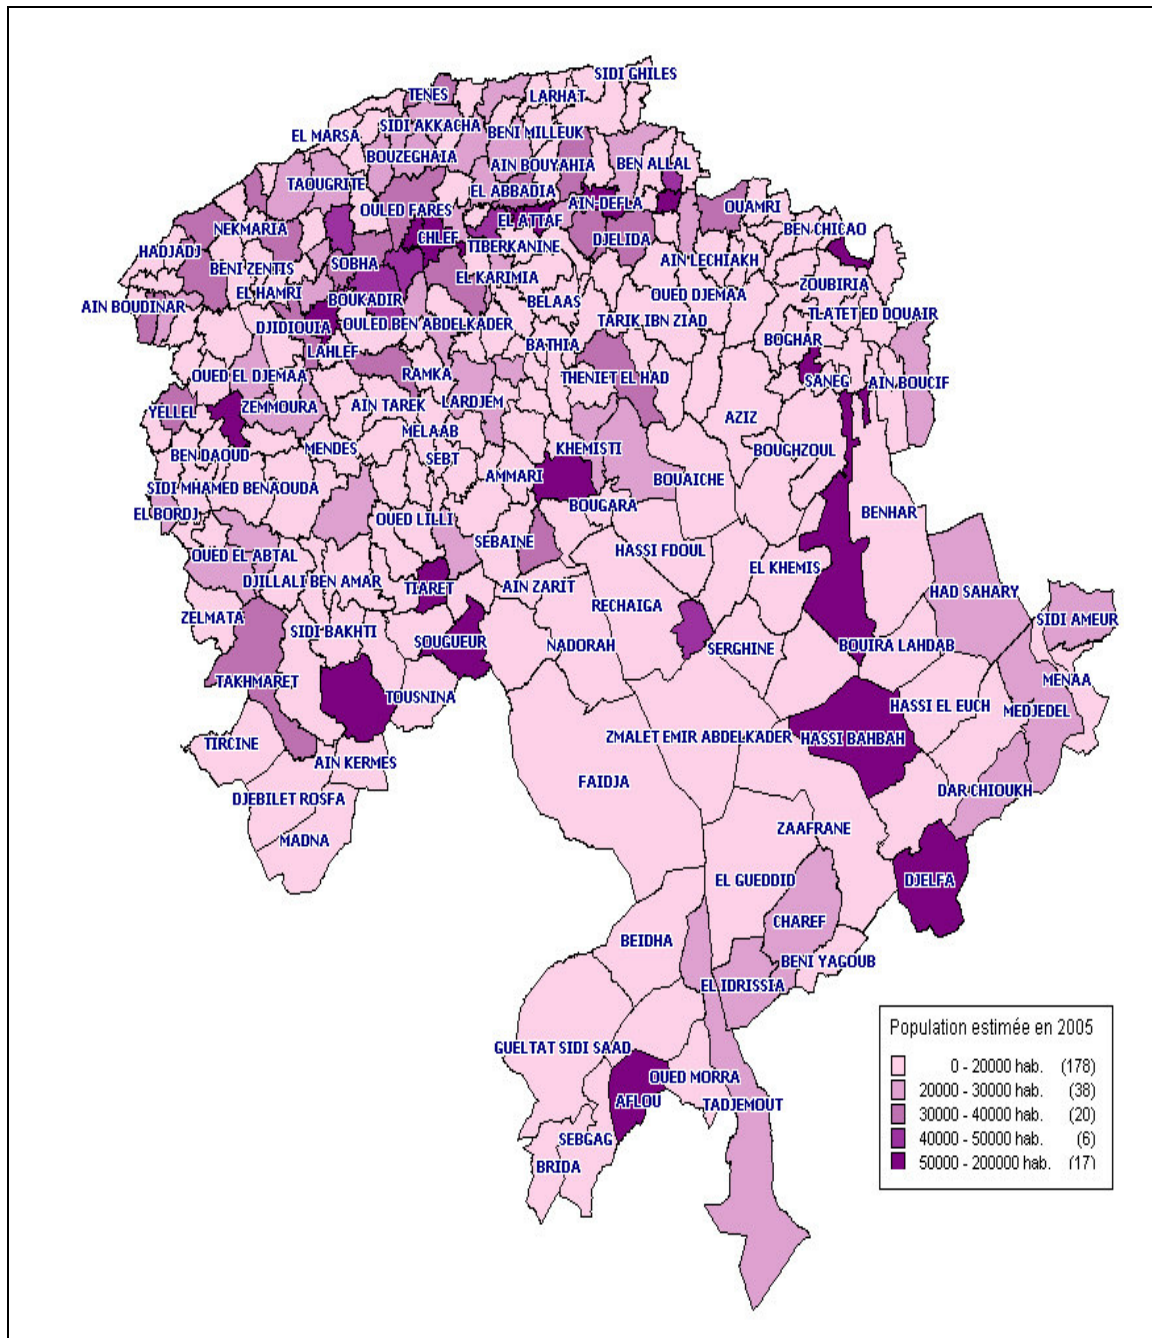 SIDI GHILES
TENES
LARHAT
EL MARSA
SIDI AKKACHA
BENI MILLEUK
BOUZEGHAIA
AIN BOUYAHIA
BEN ALLAL
TAOUGRITE
EL ABBADIA
OULED FARES
AIN-DEFLA
OUAMRI
EL ATTAF
NEKMARIA
CHLEF
TIBERKANINE
DJELIDA
BEN CHICAO
HADJADJ
BENI ZENTIS
SOBHA
AIN LECHIAKH
EL KARIMIA
ZOUBIRIA
EL HAMRI
BOUKADIR
BELAAS
OUED DJEMAA
AIN BOUDINAR
DJIDIOUIA
OULED BEN ABDELKADER
TARIK IBN ZIAD
TLATET ED DOUAIR
LAHLEF
BATHIA
BOGHAR
OUED EL DJEMAA
RAMKA
THENIET EL HAD
SANEG
AIN BOUCIF
YELLEL
ZEMMOURA
AIN TAREK
LARDJEM
AZIZ
MELAAB
BEN DAOUD
MENDES
SEBT
KHEMISTI
BOUGHZOUL
SIDI MHAMED BENAOUDA
AMMARI
BOUAICHE
EL BORDJ
BOUGARA
BENHAR
OUED LILLI
SEBAINE
HASSI FDOUL
OUED EL ABTAL
EL KHEMIS
DJILLALI BEN AMAR
TIARET
AIN ZARIT
HAD SAHARY
RECHAIGA
ZELMATA
SIDI AMEUR
SIDI BAKHTI
SOUGUEUR
NADORAH
SERGHINE
BOUIRA LAHDAB
TAKHMARET
TOUSNINA
MENAA
HASSI EL EUCH
MEDJEDEL
TIRCINE
ZMALET EMIR ABDELKADER
HASSI BAHBAH
AIN KERMES
FAIDJA
DAR CHIOUKH
DJEBILET ROSFA
ZAAFRANE
MADNA
EL GUEDDID
DJELFA
CHAREF
BEIDHA
BENI YAGOUB
EL IDRISSIA
GUELTAT SIDI SAAD
OUED MORRA
AFLOU
TADJEMOUT
SEBGAG
BRIDA
Population estimée en 2005
0 - 20000 hab. (178)
20000 - 30000 hab. (38)
30000 - 40000 hab. (20)
40000 - 50000 hab. (6)
50000 - 200000 hab. (17)